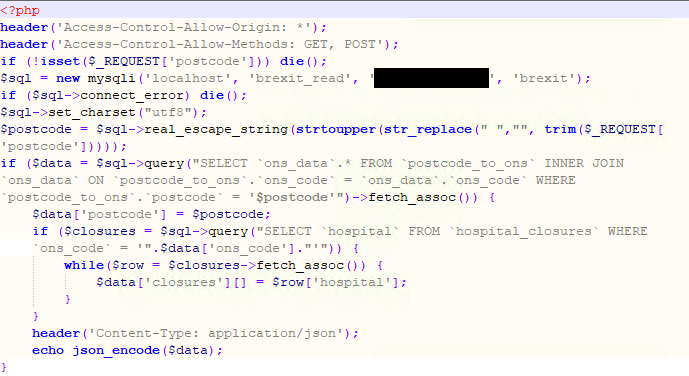 <?php
header('Access-Control-Allow-Origin: *');
header('Access-Control-Allow-Methods: GET, POST');
if (!isset($_REQUEST['postcode'])) die();
$sql = new mysqli('localhost', 'brexit_read', ' ', 'brexit');
if ($sql->connect_error) die();
$sql->set_charset("utf8");
$postcode = $sql->real_escape_string(strtoupper(str_replace(" ","", trim($_REQUEST[
'postcode']))));
if ($data = $sql->query("SELECT `ons_data`.* FROM `postcode_to_ons` INNER JOIN
`ons_data` ON `postcode_to_ons`.`ons_code` = `ons_data`.`ons_code` WHERE
`postcode_to_ons`.`postcode` = '$postcode'")->fetch_assoc()) {
    $data['postcode'] = $postcode;
    if ($closures = $sql->query("SELECT `hospital` FROM `hospital_closures` WHERE
    `ons_code` = '".$data['ons_code']."'")) {
        while($row = $closures->fetch_assoc()) {
            $data['closures'][] = $row['hospital'];
        }
    }
    header('Content-Type: application/json');
    echo json_encode($data);
}